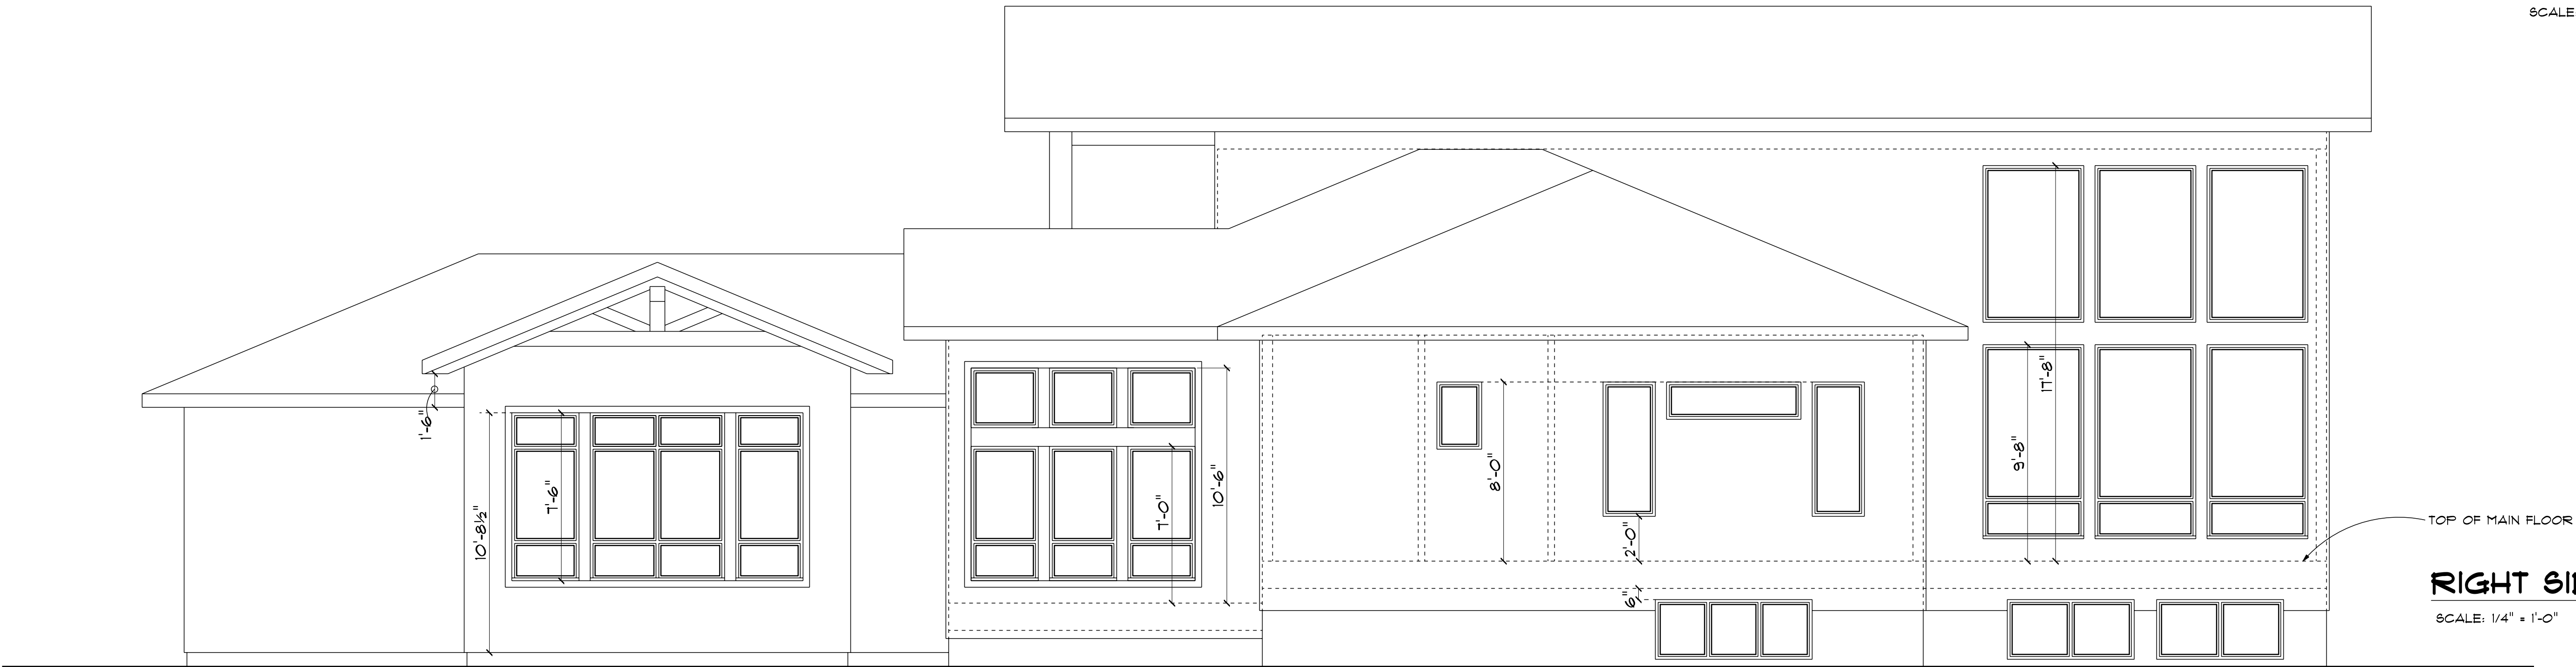 SCALE
1'-6"
10'-8½"
7'-6"
7'-0"
10'-6"
8'-0"
2'-0"
6"
9'-8"
17'-8"
TOP OF MAIN FLOOR
RIGHT SI
SCALE: 1/4" = 1'-0"